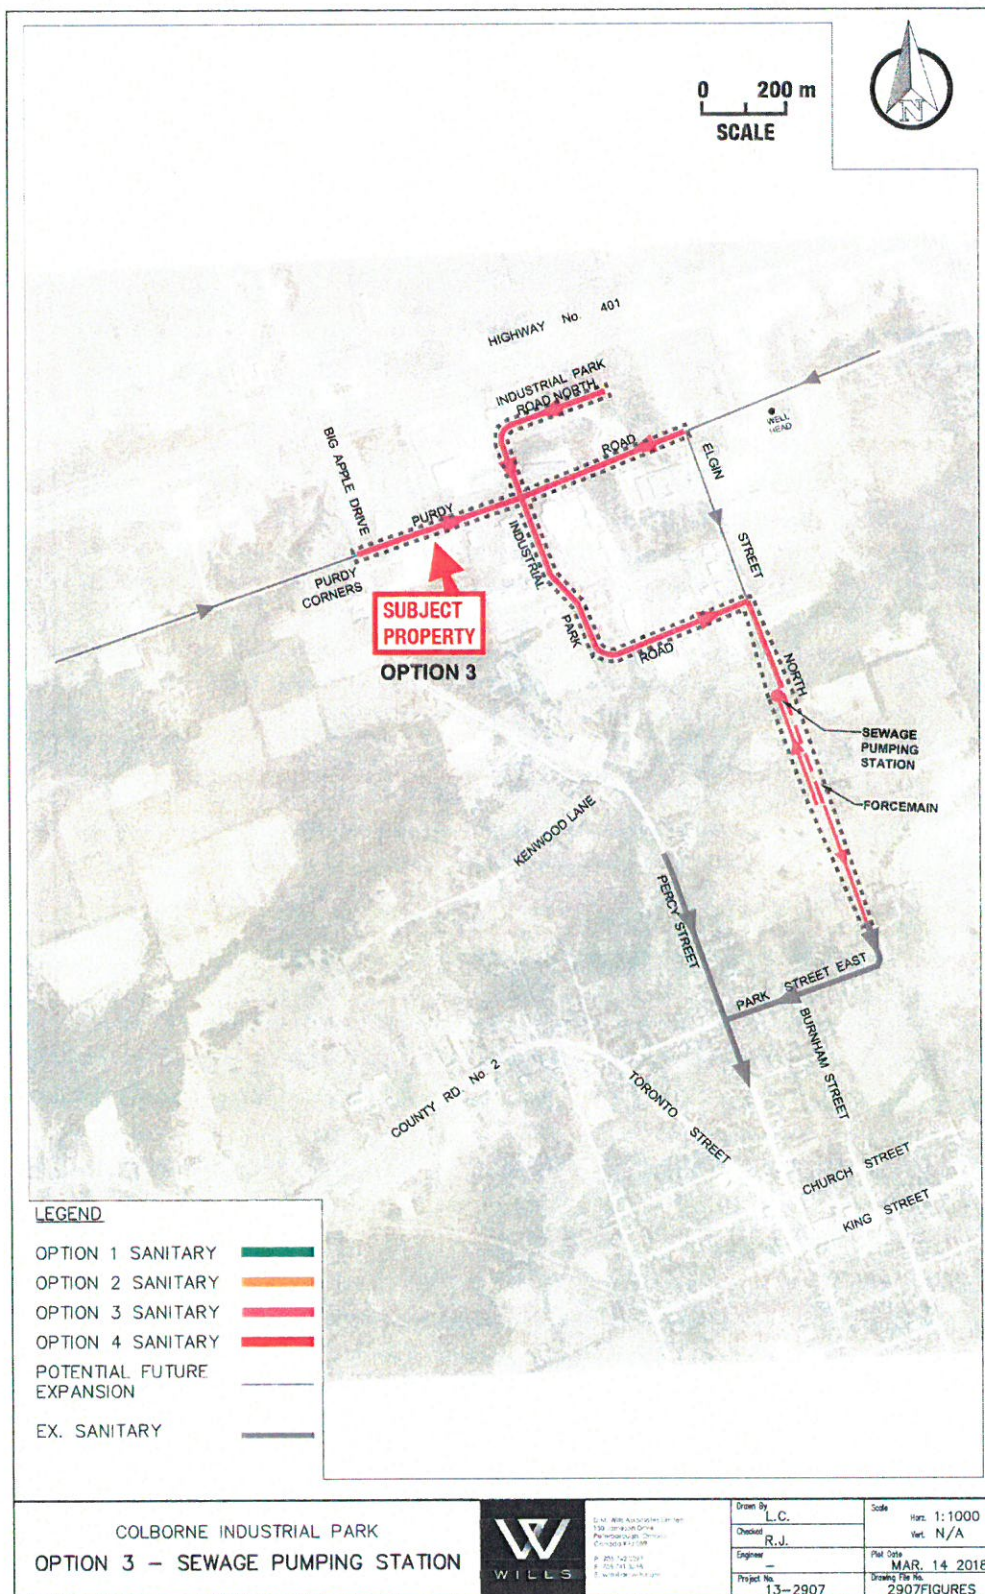 0 200 m
SCALE
N
HIGHWAY No. 401
INDUSTRIAL PARK
ROAD NORTH
WELL
HEAD
BIG APPLE DRIVE
ROAD
ELGIN
PURDY
INDUSTRIAL
STREET
PURDY
CORNERS
SUBJECT
PROPERTY
PARK
ROAD
OPTION 3
NORTH
SEWAGE
PUMPING
STATION
FORCEMAIN
KENWOOD LANE
PERCY STREET
PARK STREET EAST
BURNHAM STREET
COUNTY RD. No. 2
TORONTO STREET
CHURCH STREET
KING STREET
LEGEND
OPTION 1 SANITARY
OPTION 2 SANITARY
OPTION 3 SANITARY
OPTION 4 SANITARY
POTENTIAL FUTURE
EXPANSION
EX. SANITARY
COLBORNE INDUSTRIAL PARK
OPTION 3 – SEWAGE PUMPING STATION
WILLS
Drawn By
L.C.
Scale
Horz. 1:1000
Vert. N/A
Checked
R.J.
Engineer
–
Plot Date
MAR. 14 2018
Project No.
13–2907
Drawing File No.
2907FIGURES